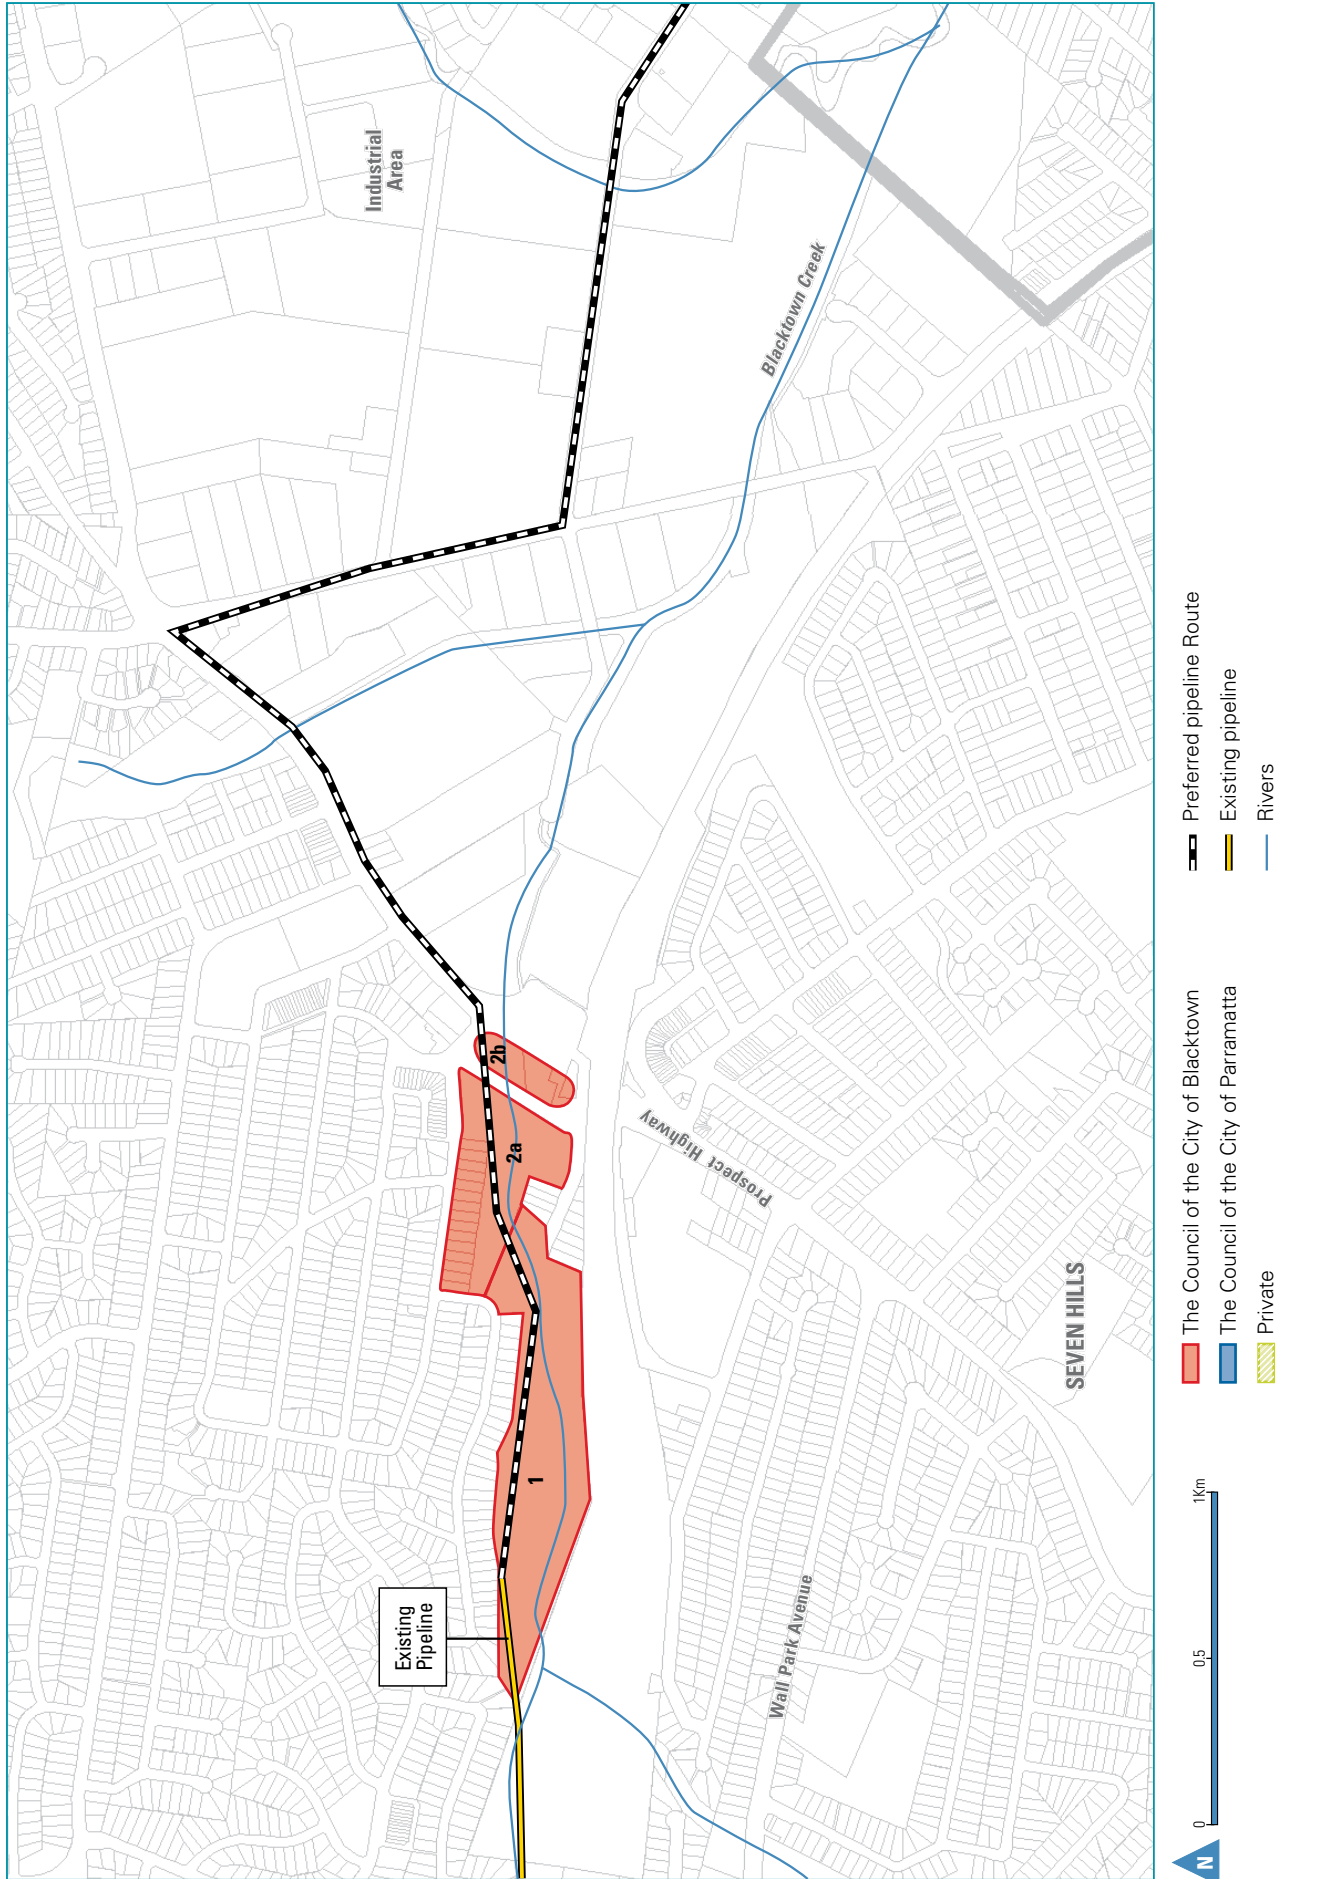 Industrial
Area
Blacktown Creek
2b
2a
1
Existing
Pipeline
Prospect Highway
SEVEN HILLS
Wall Park Avenue
N
0
0.5
1Km
The Council of the City of Blacktown
The Council of the City of Parramatta
Private
Preferred pipeline Route
Existing pipeline
Rivers